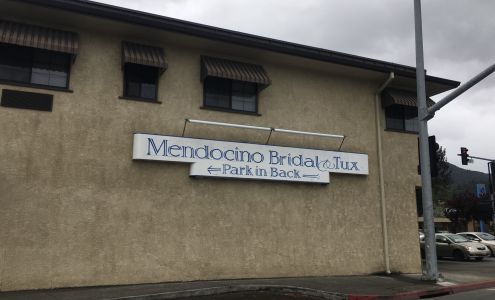 Mendocino Bridal & Tux
Park in Back